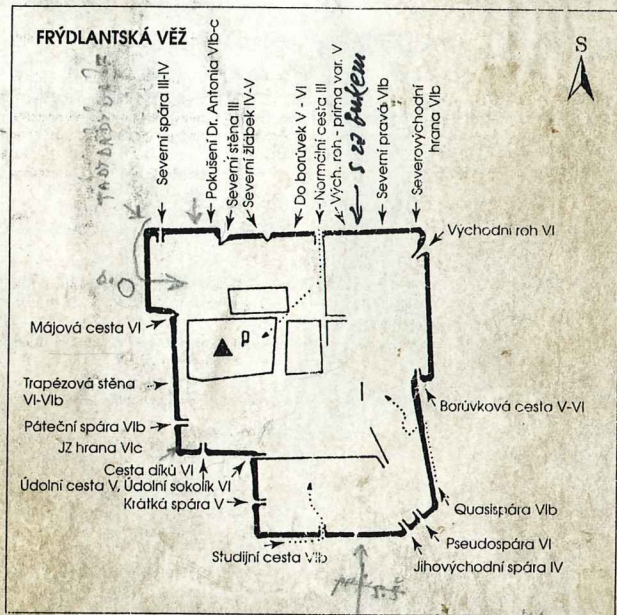 FRÝDLANTSKÁ VĚŽ
S
Severní spára III-IV
Pokušení Dr. Antonia VIb-c
Severní stěna III
Severní žlábek IV-V
Do borůvek V - VI
Normální cesta III
Vých. roh - přímá var. V
S za bukem
Severní pravá VIb
Severovýchodní
hrana VIb
Východní roh VI
Májová cesta VI
Trapézová stěna
VI-VIb
Páteční spára VIb
JZ hrana VIc
Cesta díků VI
Údolní cesta V, Údolní sokolík VI
Krátká spára V
Studijní cesta VIb
Borůvková cesta V-VI
Quasispára VIb
Pseudospára VI
Jihovýchodní spára IV